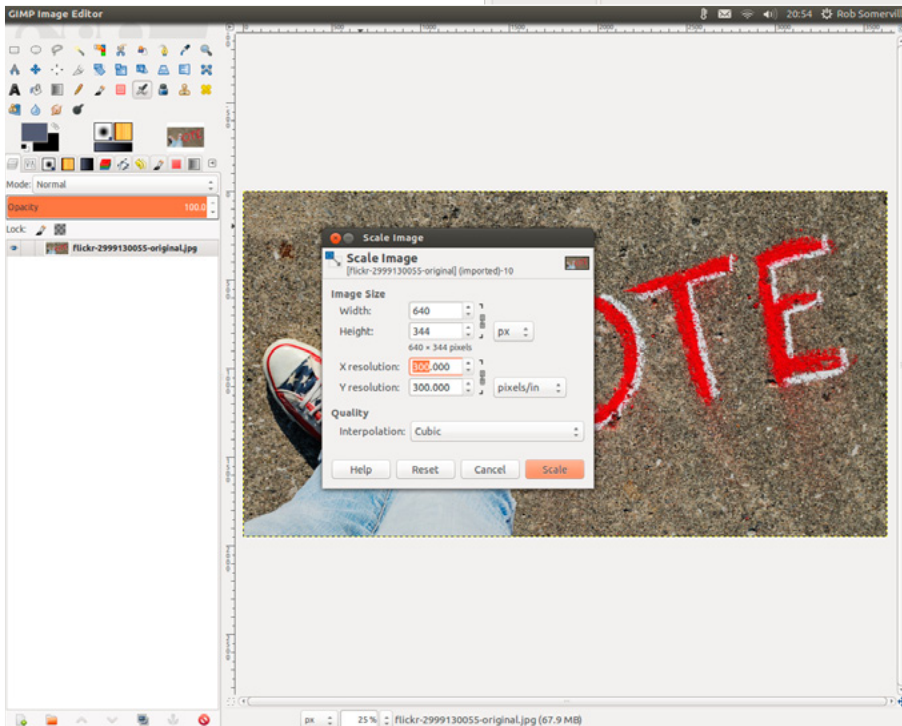 GIMP Image Editor
20:54 Rob Somervill
Mode: Normal
Opacity 100.0
Lock:
flickr-2999130055-original.jpg
Scale Image
Scale Image
[flickr-2999130055-original] (imported)-10
Image Size
Width: 640
Height: 344 px
640 × 344 pixels
X resolution: 300.000
Y resolution: 300.000 pixels/in
Quality
Interpolation: Cubic
Help Reset Cancel Scale
OTE
px 25 % flickr-2999130055-original.jpg (67.9 MB)